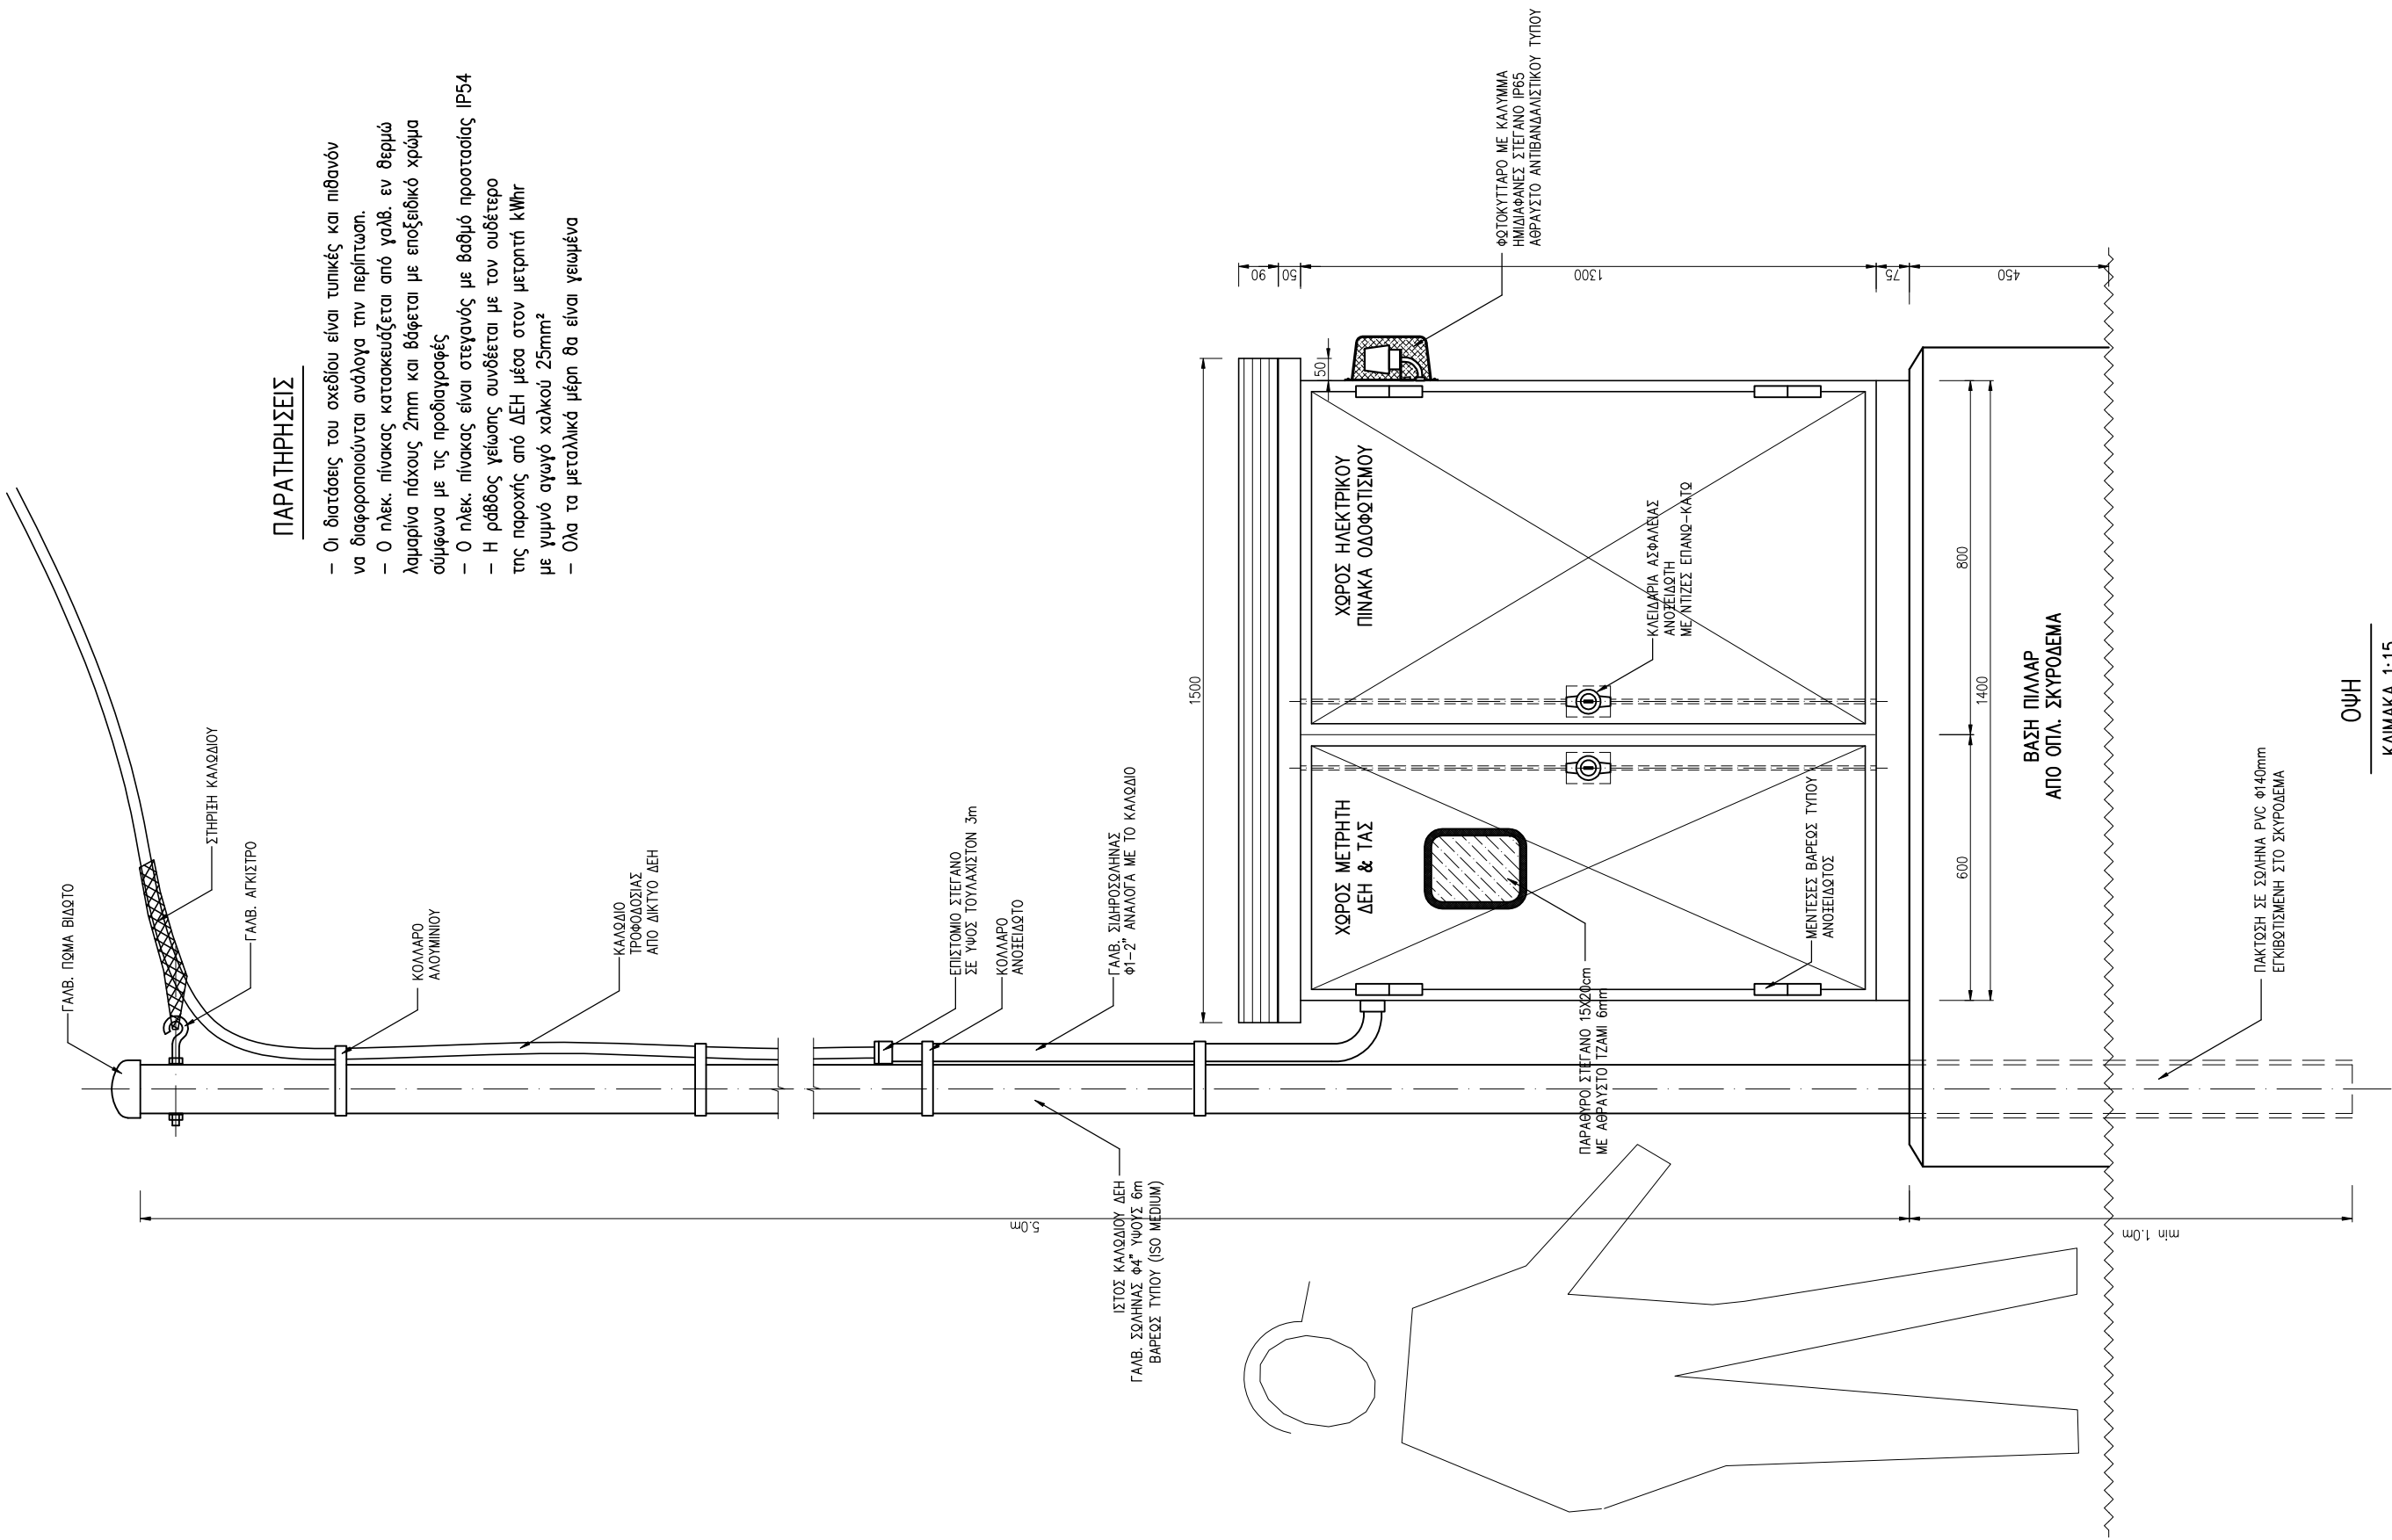 ΠΑΡΑΤΗΡΗΣΕΙΣ
– Οι διατάσεις του σχεδίου είναι τυπικές και πιθανόν
να διαφοροποιούνται ανάλογα την περίπτωση.
– Ο ηλεκ. πίνακας κατασκευάζεται από γαλβ. εν θερμώ
λαμαρίνα πάχους 2mm και βάφεται με εποξειδικό χρώμα
σύμφωνα με τις προδιαγραφές
– Ο ηλεκ. πίνακας είναι στεγανός με βαθμό προστασίας IP54
– Η ράβδος γείωσης συνδέεται με τον ουδέτερο
της παροχής από ΔΕΗ μέσα στον μετρητή kWhr
με γυμνό αγωγό χαλκού 25mm²
– Ολα τα μεταλλικά μέρη θα είναι γειωμένα
ΓΑΛΒ. ΠΩΜΑ ΒΙΔΩΤΟ
ΣΤΗΡΙΞΗ ΚΑΛΩΔΙΟΥ
ΓΑΛΒ. ΑΓΚΙΣΤΡΟ
ΚΟΛΛΑΡΟ
ΑΛΟΥΜΙΝΙΟΥ
ΚΑΛΩΔΙΟ
ΤΡΟΦΟΔΟΣΙΑΣ
ΑΠΟ ΔΙΚΤΥΟ ΔΕΗ
ΕΠΙΣΤΟΜΙΟ ΣΤΕΓΑΝΟ
ΣΕ ΥΨΟΣ ΤΟΥΛΑΧΙΣΤΟΝ 3m
ΚΟΛΛΑΡΟ
ΑΝΟΞΕΙΔΩΤΟ
ΓΑΛΒ. ΣΙΔΗΡΟΣΩΛΗΝΑΣ
Φ1–2" ΑΝΑΛΟΓΑ ΜΕ ΤΟ ΚΑΛΩΔΙΟ
ΙΣΤΟΣ ΚΑΛΩΔΙΟΥ ΔΕΗ
ΓΑΛΒ. ΣΩΛΗΝΑΣ Φ4" ΥΨΟΥΣ 6m
ΒΑΡΕΩΣ ΤΥΠΟΥ (ISO MEDIUM)
5.0m
min 1.0m
1500
90
50
1300
75
450
50
ΦΩΤΟΚΥΤΤΑΡΟ ΜΕ ΚΑΛΥΜΜΑ
ΗΜΙΔΙΑΦΑΝΕΣ ΣΤΕΓΑΝΟ IP65
ΑΘΡΑΥΣΤΟ ΑΝΤΙΒΑΝΔΑΛΙΣΤΙΚΟΥ ΤΥΠΟΥ
ΧΩΡΟΣ ΜΕΤΡΗΤΗ
ΔΕΗ & ΤΑΣ
ΧΩΡΟΣ ΗΛΕΚΤΡΙΚΟΥ
ΠΙΝΑΚΑ ΟΔΟΦΩΤΙΣΜΟΥ
ΠΑΡΑΘΥΡΟ ΣΤΕΓΑΝΟ 15X20cm
ΜΕ ΑΘΡΑΥΣΤΟ ΤΖΑΜΙ 6mm
ΚΛΕΙΔΑΡΙΑ ΑΣΦΑΛΕΙΑΣ
ΑΝΟΞΕΙΔΩΤΗ
ΜΕ ΝΤΙΖΕΣ ΕΠΑΝΩ–ΚΑΤΩ
ΜΕΝΤΕΣΕΣ ΒΑΡΕΩΣ ΤΥΠΟΥ
ΑΝΟΞΕΙΔΩΤΟΣ
600
800
1400
ΒΑΣΗ ΠΙΛΛΑΡ
ΑΠΟ ΟΠΛ. ΣΚΥΡΟΔΕΜΑ
ΠΑΚΤΩΣΗ ΣΕ ΣΩΛΗΝΑ PVC Φ140mm
ΕΓΚΙΒΩΤΙΣΜΕΝΗ ΣΤΟ ΣΚΥΡΟΔΕΜΑ
ΟΨΗ
ΚΛΙΜΑΚΑ 1:15